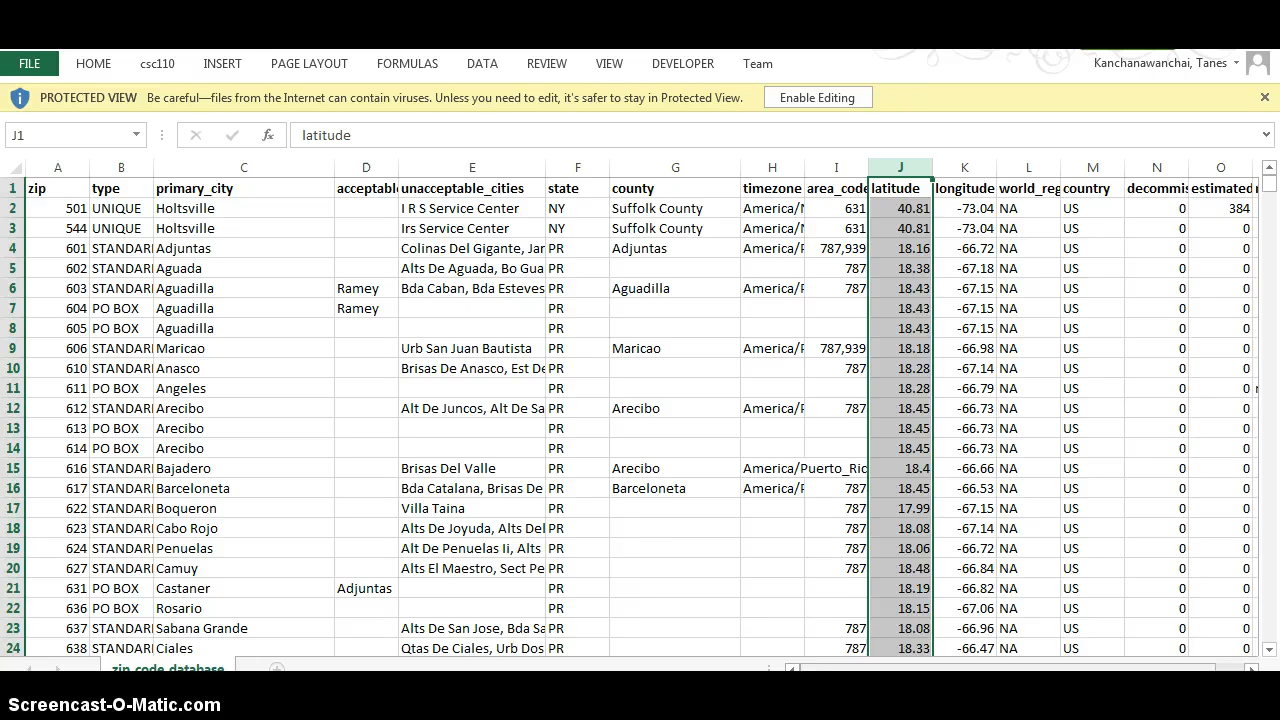 FILE HOME csc110 INSERT PAGE LAYOUT FORMULAS DATA REVIEW VIEW DEVELOPER Team Kanchanawanchai, Tanes
PROTECTED VIEW Be careful—files from the Internet can contain viruses. Unless you need to edit, it's safer to stay in Protected View. Enable Editing
J1 fx latitude
A B C D E F G H I J K L M N O
1 zip type primary_city acceptabl unacceptable_cities state county timezone area_code latitude longitude world_reg country decommis estimated
2 501 UNIQUE Holtsville I R S Service Center NY Suffolk County America/N 631 40.81 -73.04 NA US 0 384
3 544 UNIQUE Holtsville Irs Service Center NY Suffolk County America/N 631 40.81 -73.04 NA US 0 0
4 601 STANDARI Adjuntas Colinas Del Gigante, Jar PR Adjuntas America/P 787,939 18.16 -66.72 NA US 0 0
5 602 STANDARI Aguada Alts De Aguada, Bo Gua PR 787 18.38 -67.18 NA US 0 0
6 603 STANDARI Aguadilla Ramey Bda Caban, Bda Esteves PR Aguadilla America/P 787 18.43 -67.15 NA US 0 0
7 604 PO BOX Aguadilla Ramey PR 18.43 -67.15 NA US 0 0
8 605 PO BOX Aguadilla PR 18.43 -67.15 NA US 0 0
9 606 STANDARI Maricao Urb San Juan Bautista PR Maricao America/P 787,939 18.18 -66.98 NA US 0 0
10 610 STANDARI Anasco Brisas De Anasco, Est De PR 787 18.28 -67.14 NA US 0 0
11 611 PO BOX Angeles PR 18.28 -66.79 NA US 0 0
12 612 STANDARI Arecibo Alt De Juncos, Alt De Sa PR Arecibo America/P 787 18.45 -66.73 NA US 0 0
13 613 PO BOX Arecibo PR 18.45 -66.73 NA US 0 0
14 614 PO BOX Arecibo PR 18.45 -66.73 NA US 0 0
15 616 STANDARI Bajadero Brisas Del Valle PR Arecibo America/Puerto_Rio 18.4 -66.66 NA US 0 0
16 617 STANDARI Barceloneta Bda Catalana, Brisas De PR Barceloneta America/P 787 18.45 -66.53 NA US 0 0
17 622 STANDARI Boqueron Villa Taina PR 787 17.99 -67.15 NA US 0 0
18 623 STANDARI Cabo Rojo Alts De Joyuda, Alts Del PR 787 18.08 -67.14 NA US 0 0
19 624 STANDARI Penuelas Alt De Penuelas Ii, Alts PR 787 18.06 -66.72 NA US 0 0
20 627 STANDARI Camuy Alts El Maestro, Sect Pe PR 787 18.48 -66.84 NA US 0 0
21 631 PO BOX Castaner Adjuntas PR 18.19 -66.82 NA US 0 0
22 636 PO BOX Rosario PR 18.15 -67.06 NA US 0 0
23 637 STANDARI Sabana Grande Alts De San Jose, Bda Sa PR 787 18.08 -66.96 NA US 0 0
24 638 STANDARI Ciales Qtas De Ciales, Urb Dos PR 787 18.33 -66.47 NA US 0 0
zip_code_database
Screencast-O-Matic.com